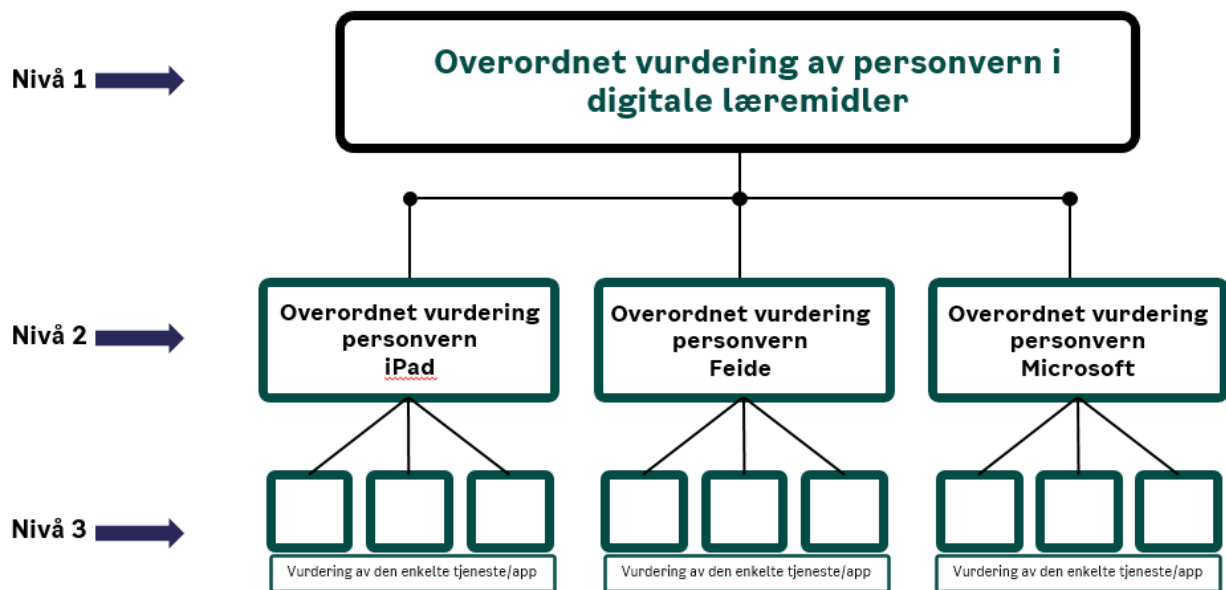 Nivå 1
Overordnet vurdering av personvern i
digitale læremidler
Nivå 2
Overordnet vurdering
personvern
iPad
Overordnet vurdering
personvern
Feide
Overordnet vurdering
personvern
Microsoft
Nivå 3
Vurdering av den enkelte tjeneste/app
Vurdering av den enkelte tjeneste/app
Vurdering av den enkelte tjeneste/app